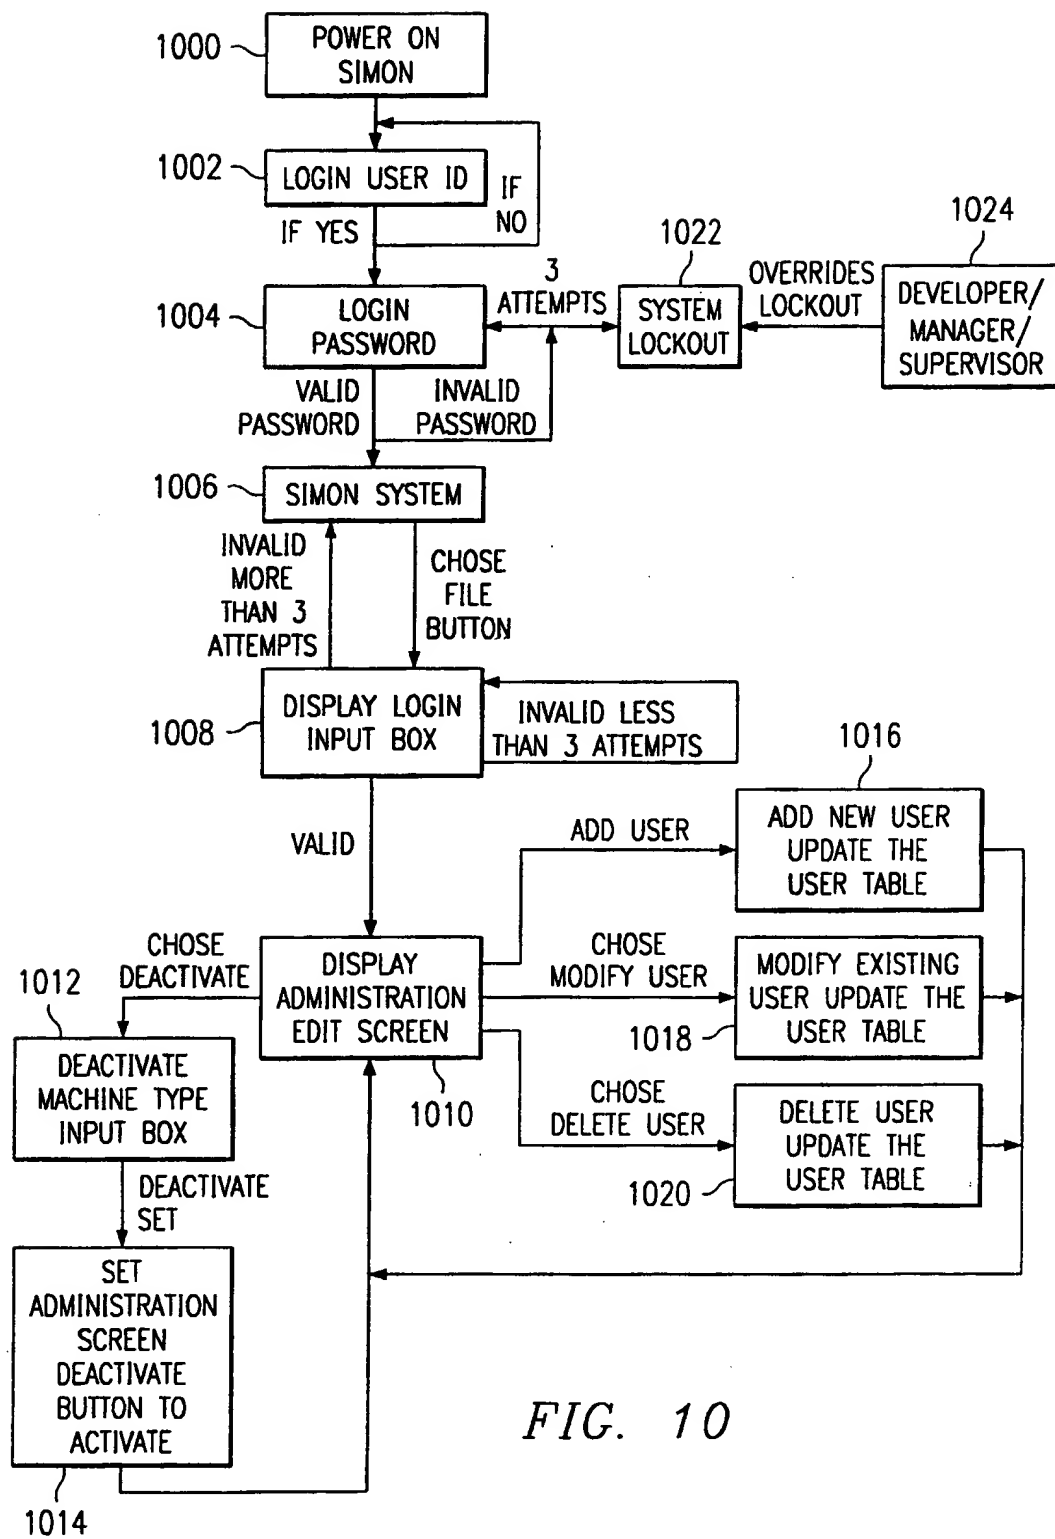 1000
POWER ON
SIMON
1002
LOGIN USER ID
IF
NO
IF YES
1004
LOGIN
PASSWORD
3
ATTEMPTS
1022
SYSTEM
LOCKOUT
OVERRIDES
LOCKOUT
1024
DEVELOPER/
MANAGER/
SUPERVISOR
VALID
PASSWORD
INVALID
PASSWORD
1006
SIMON SYSTEM
INVALID
MORE
THAN 3
ATTEMPTS
CHOSE
FILE
BUTTON
1008
DISPLAY LOGIN
INPUT BOX
INVALID LESS
THAN 3 ATTEMPTS
VALID
ADD USER
1016
ADD NEW USER
UPDATE THE
USER TABLE
CHOSE
DEACTIVATE
DISPLAY
ADMINISTRATION
EDIT SCREEN
1010
CHOSE
MODIFY USER
MODIFY EXISTING
USER UPDATE THE
USER TABLE
1018
1012
DEACTIVATE
MACHINE TYPE
INPUT BOX
CHOSE
DELETE USER
DELETE USER
UPDATE THE
USER TABLE
1020
DEACTIVATE
SET
SET
ADMINISTRATION
SCREEN
DEACTIVATE
BUTTON TO
ACTIVATE
1014
FIG. 10